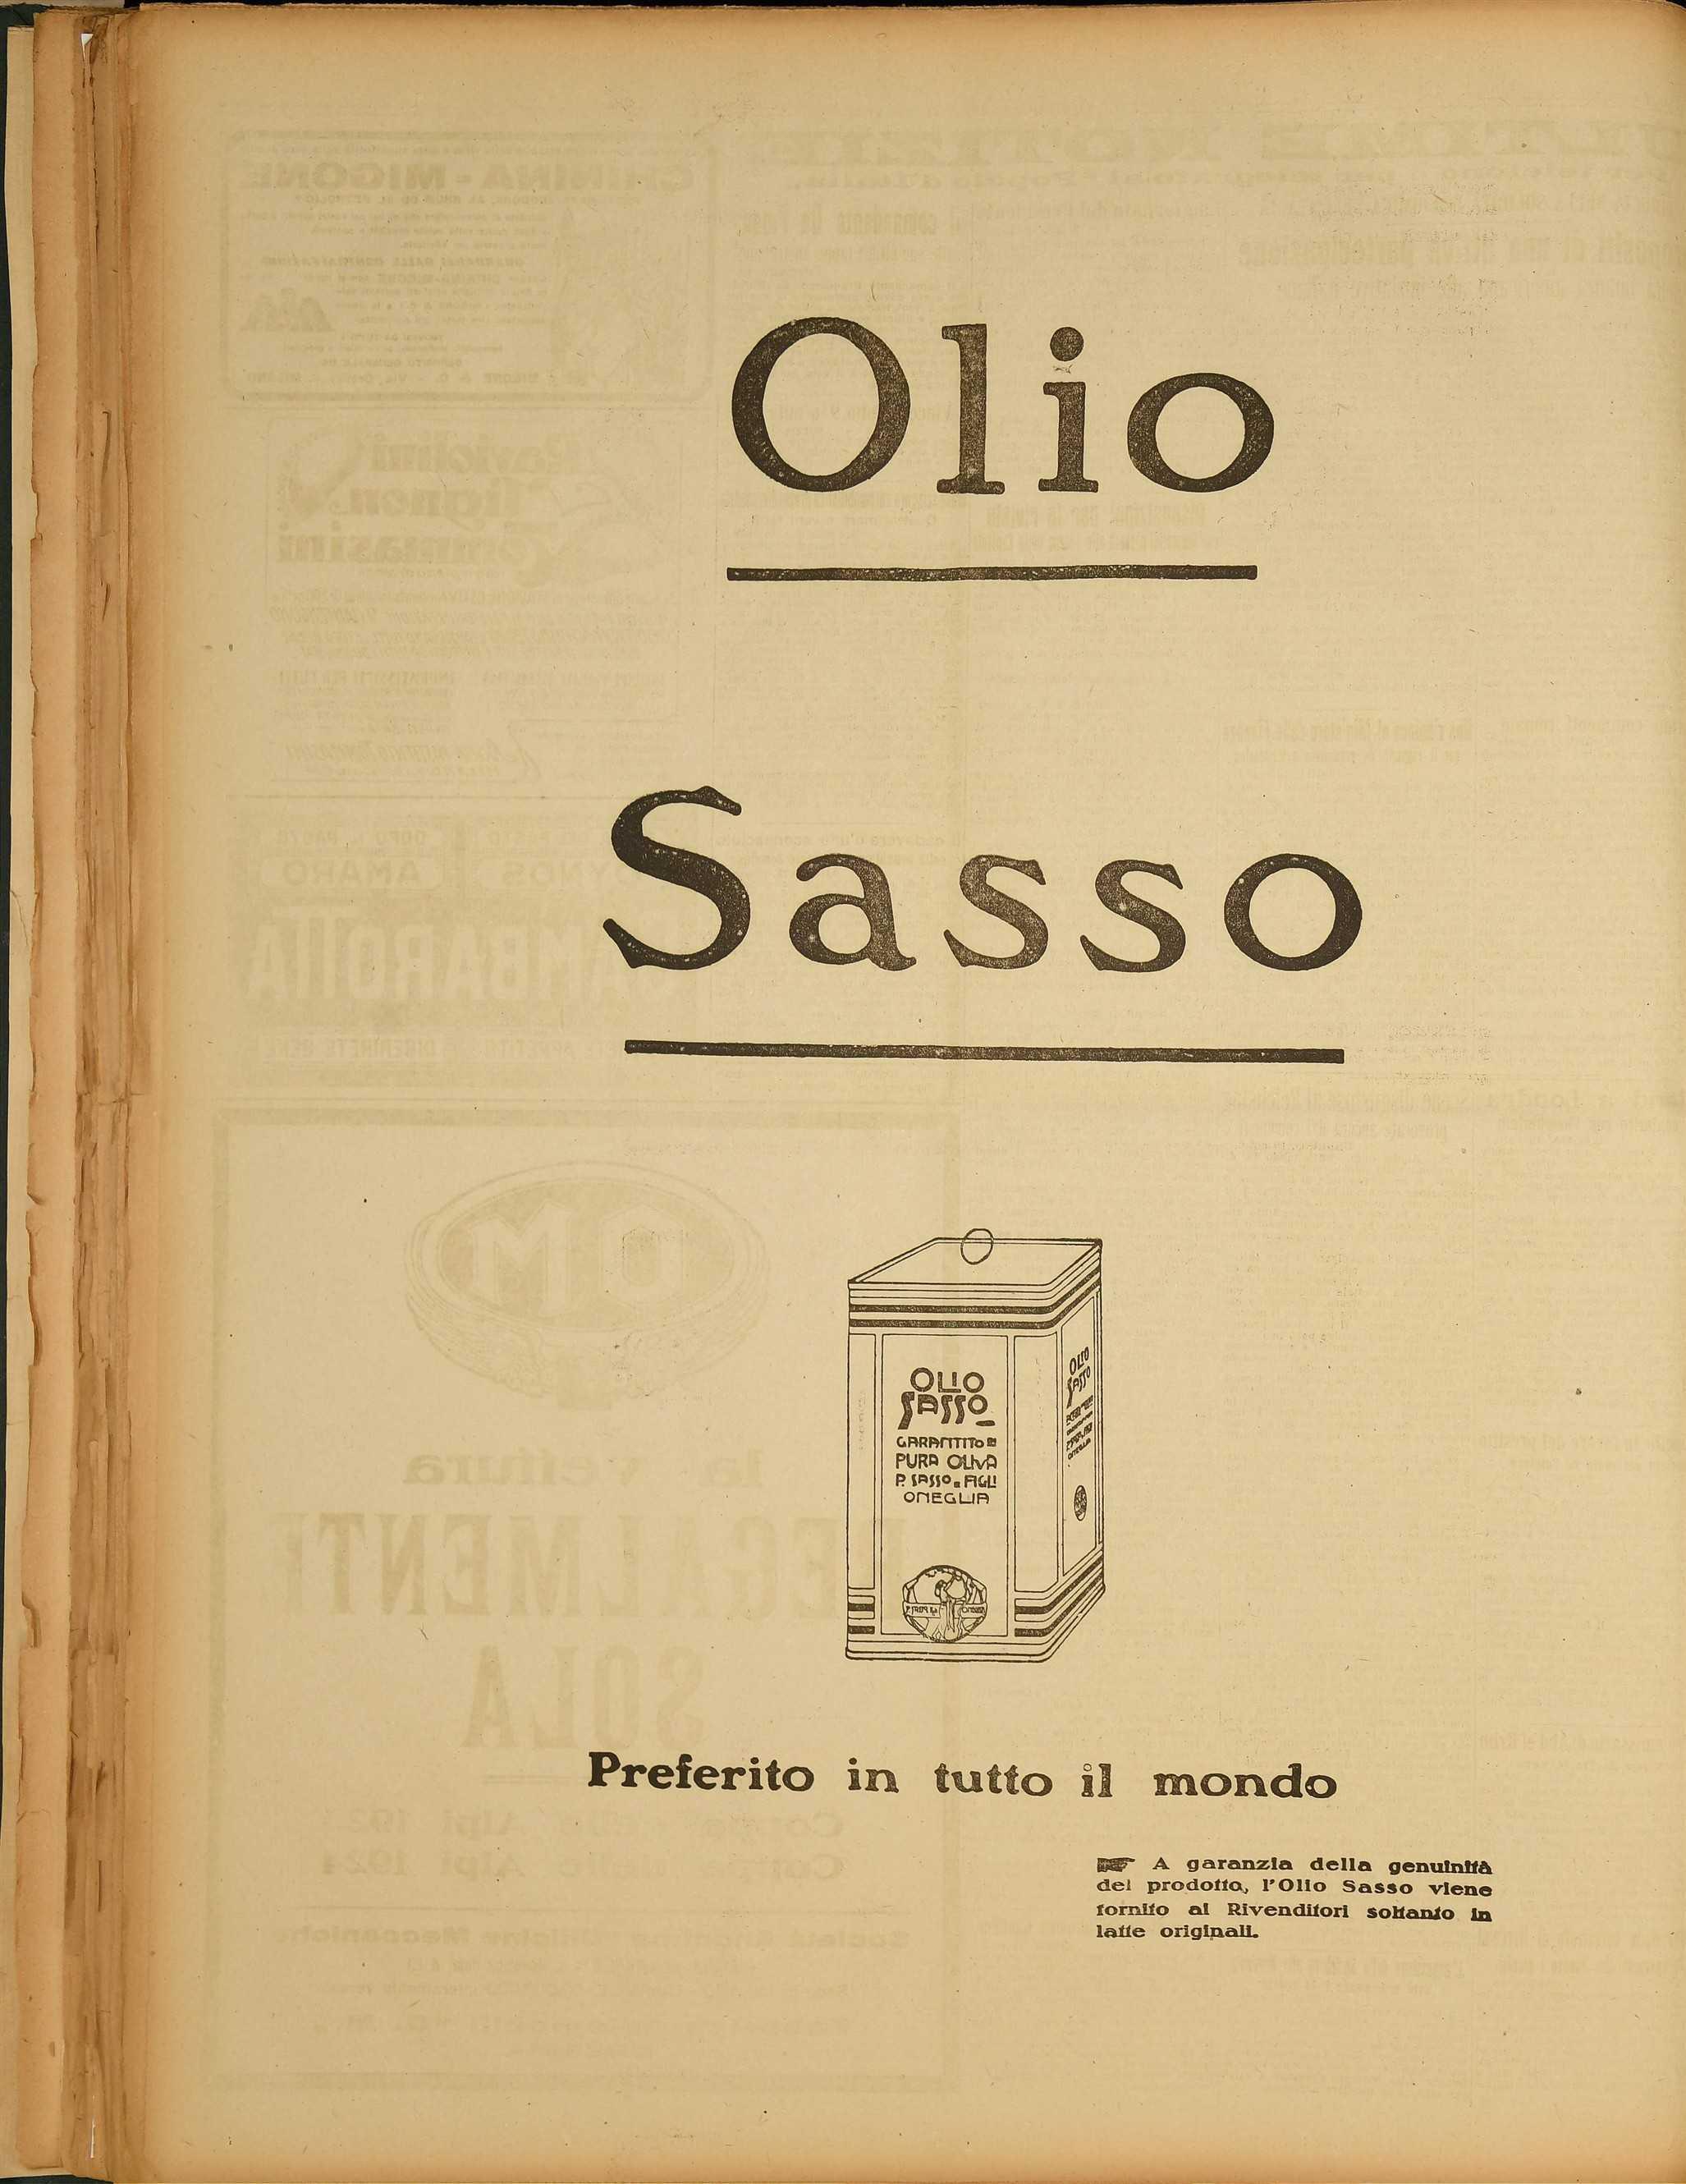 Olio
Sasso
OLIO
SASSO
GARANTITO DI
PURA OLIVA
P. SASSO E FIGLI
ONEGLIA
OLIO
SASSO
Preferito in tutto il mondo
☛ A garanzia della genuinità
del prodotto, l'Olio Sasso viene
fornito ai Rivenditori soltanto in
latte originali.